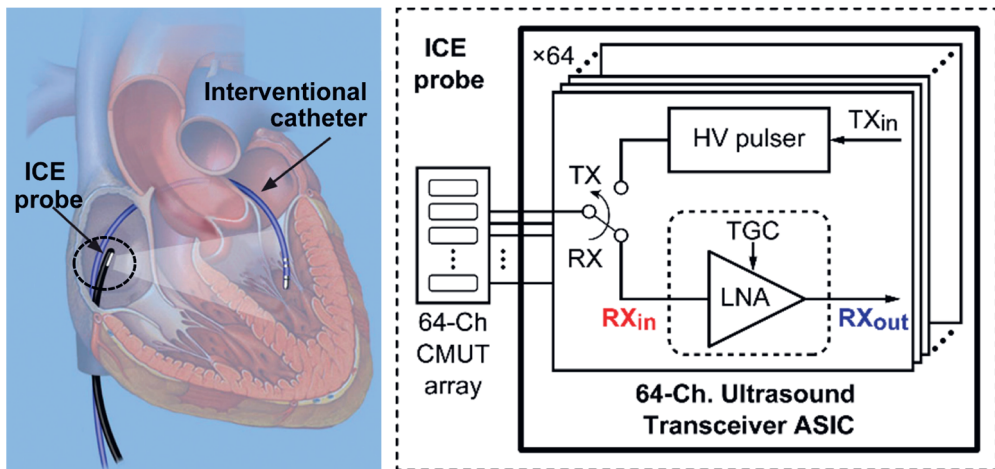 Interventional
catheter
ICE
probe
ICE
probe
×64
HV pulser
TXin
TX
RX
TGC
LNA
RXin
RXout
64-Ch
CMUT
array
64-Ch. Ultrasound
Transceiver ASIC